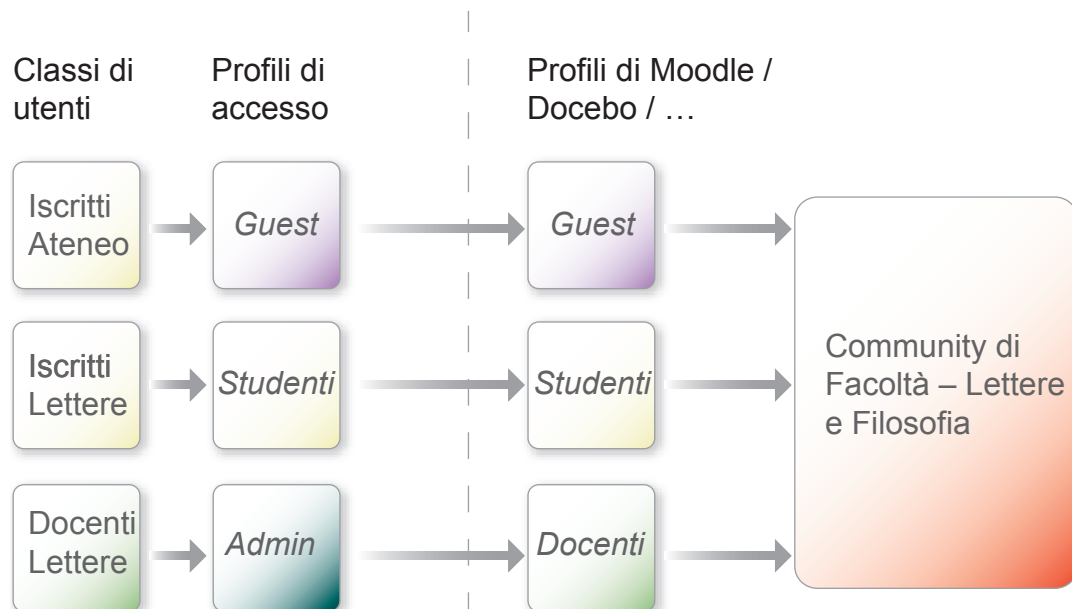 Classi di
utenti
Profili di
accesso
Profili di Moodle /
Docebo / …
Iscritti
Ateneo
Guest
Guest
Iscritti
Lettere
Studenti
Studenti
Docenti
Lettere
Admin
Docenti
Community di
Facoltà – Lettere
e Filosofia